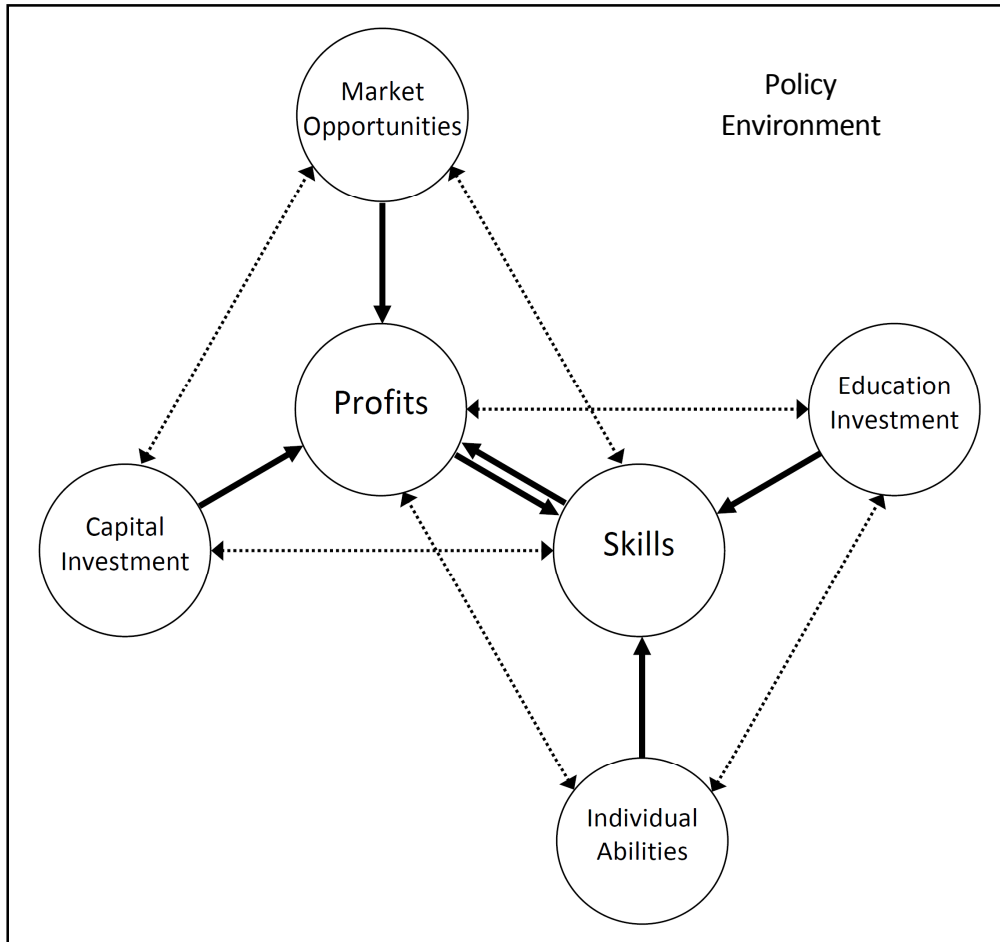 Market
Opportunities
Policy
Environment
Profits
Education
Investment
Capital
Investment
Skills
Individual
Abilities